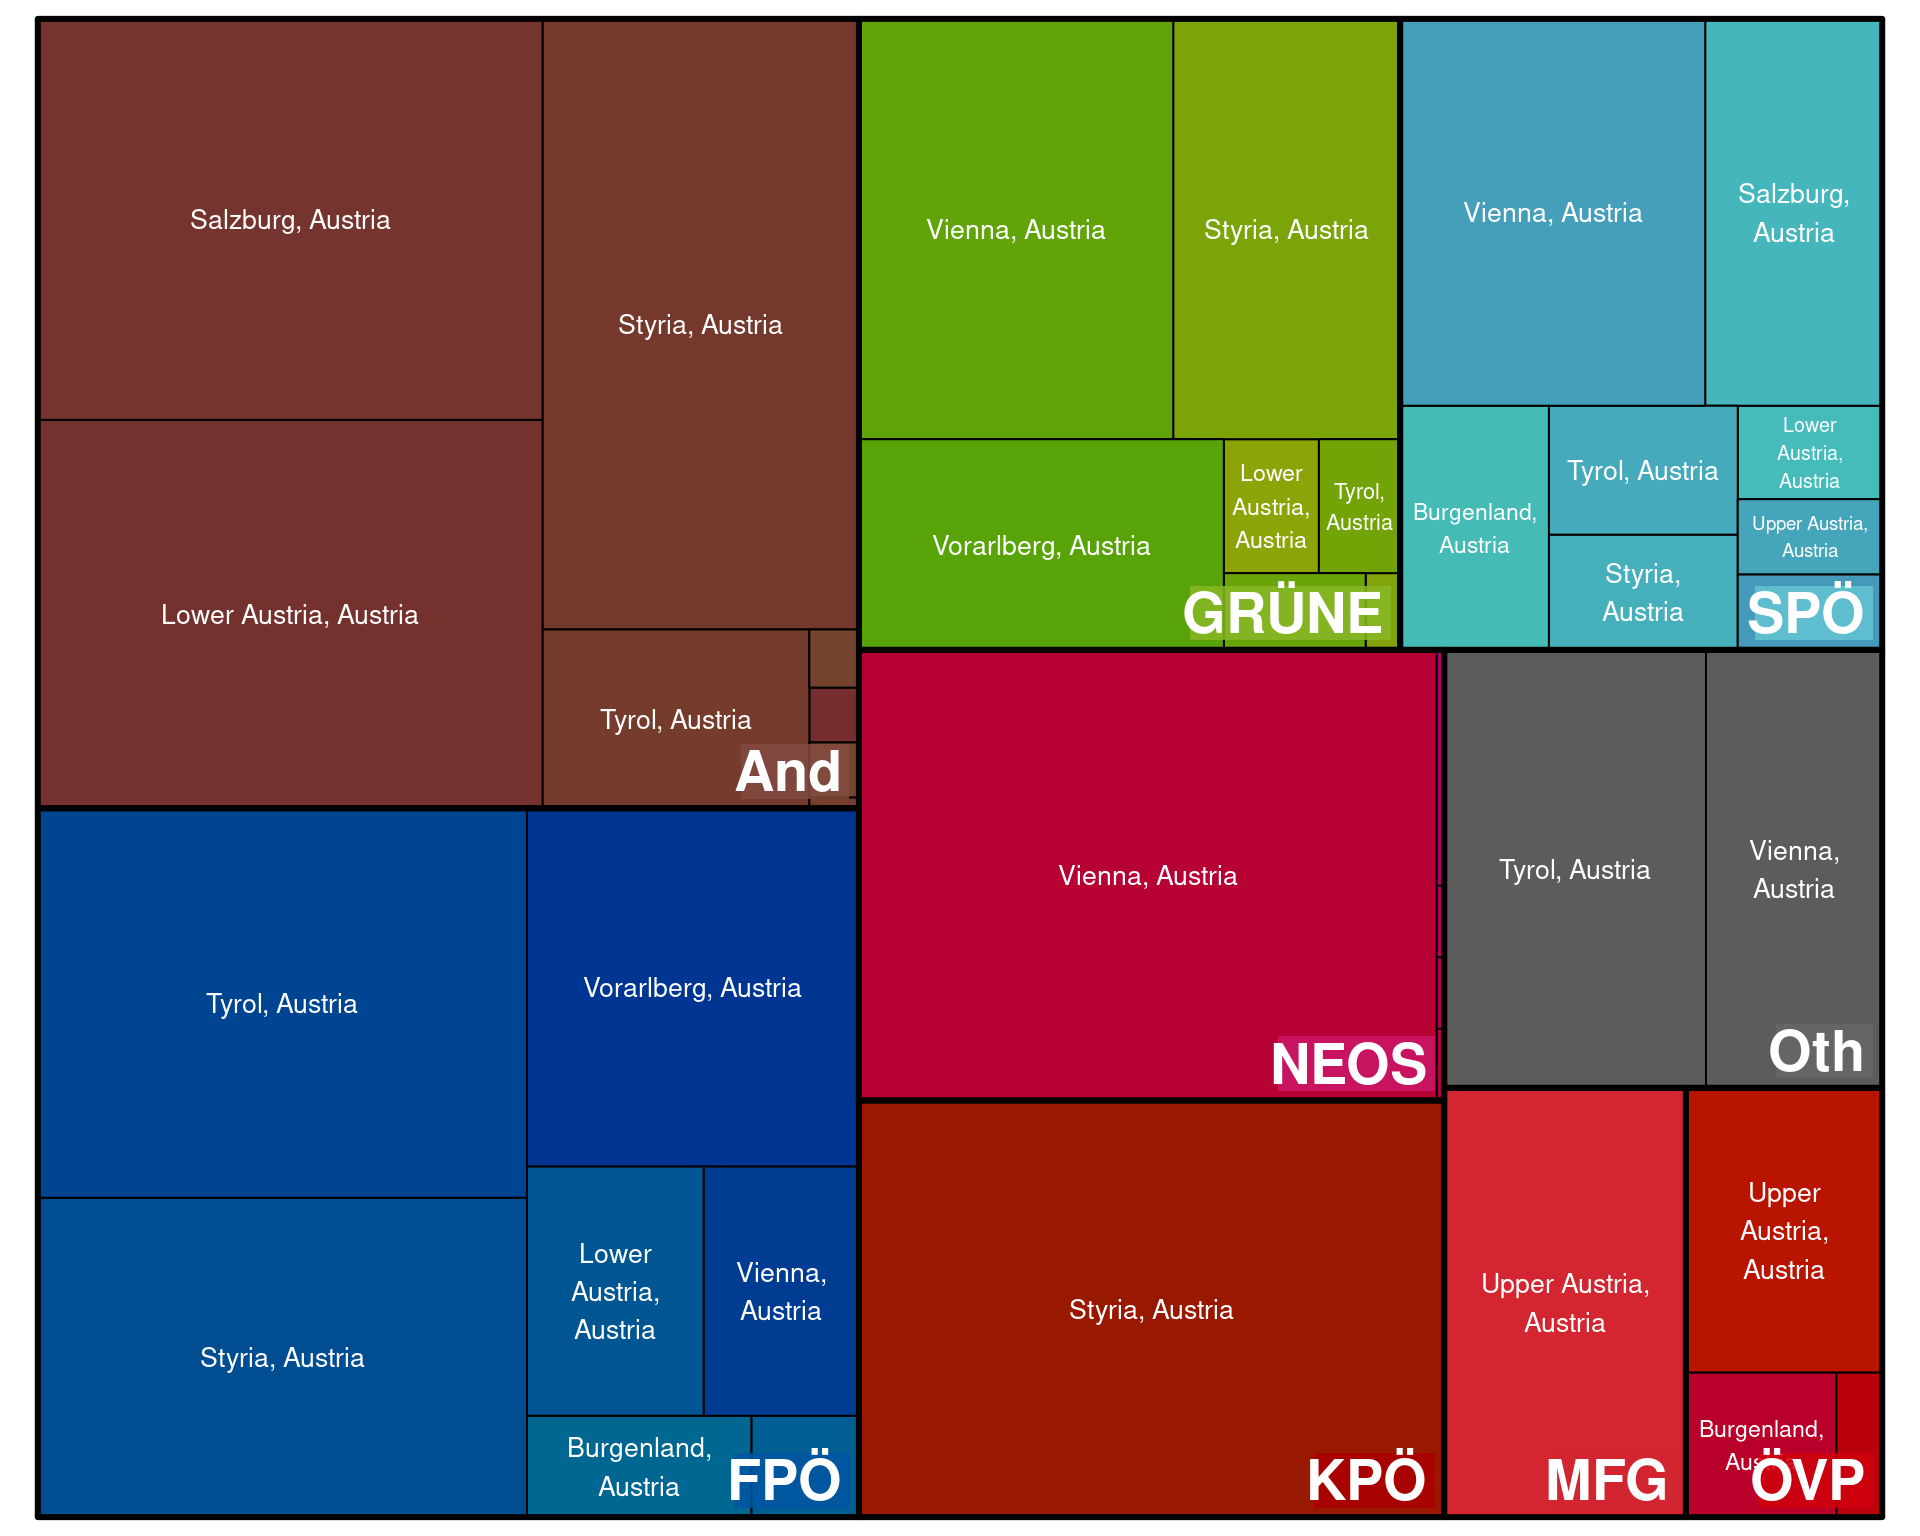 Salzburg, Austria
Styria, Austria
Lower Austria, Austria
Tyrol, Austria
And
Vienna, Austria
Styria, Austria
Vorarlberg, Austria
Lower
Austria,
Austria
Tyrol,
Austria
GRÜNE
Vienna, Austria
Salzburg,
Austria
Burgenland,
Austria
Tyrol, Austria
Styria,
Austria
Lower
Austria,
Austria
Upper Austria,
Austria
SPÖ
Tyrol, Austria
Vorarlberg, Austria
Styria, Austria
Lower
Austria,
Austria
Vienna,
Austria
Burgenland,
Austria
FPÖ
Vienna, Austria
NEOS
Tyrol, Austria
Vienna,
Austria
Oth
Styria, Austria
KPÖ
Upper Austria,
Austria
MFG
Upper
Austria,
Austria
Burgenland,
ÖVP